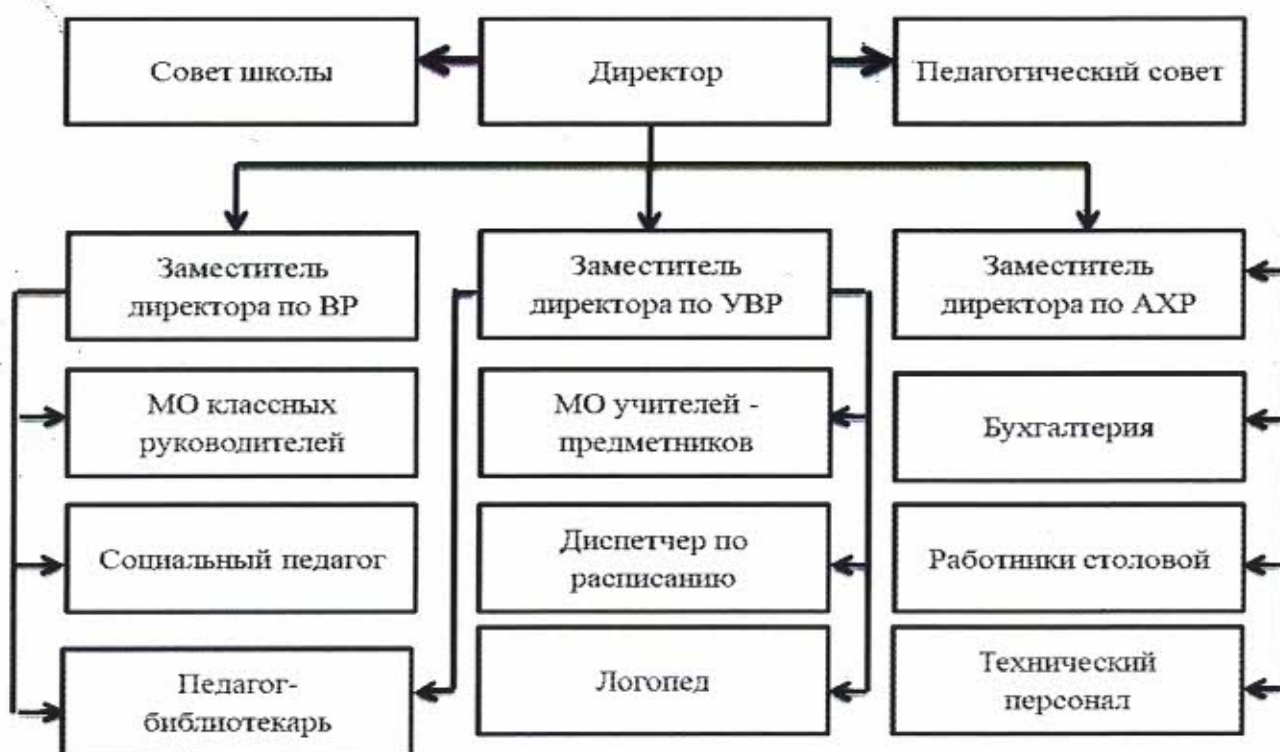 Совет школы
Директор
Педагогический совет
Заместитель
директора по ВР
Заместитель
директора по УВР
Заместитель
директора по АХР
МО классных
руководителей
МО учителей -
предметников
Бухгалтерия
Социальный педагог
Диспетчер по
расписанию
Работники столовой
Педагог-
библиотекарь
Логопед
Технический
персонал